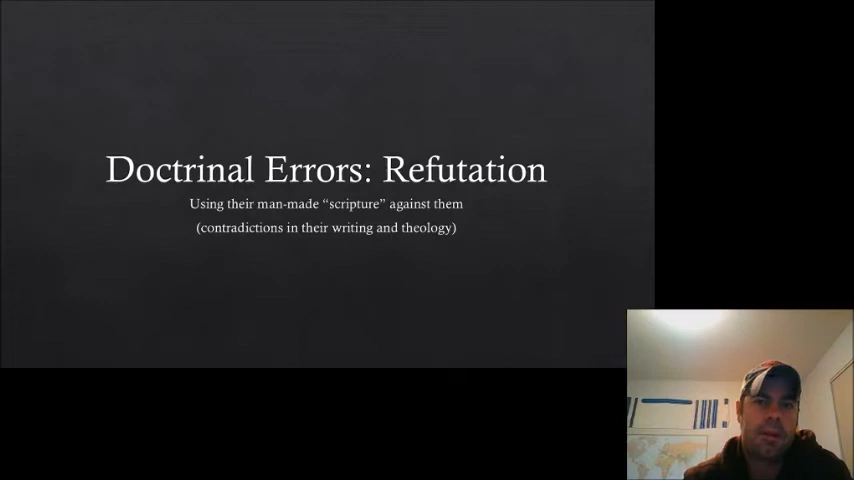 Doctrinal Errors: Refutation
Using their man-made “scripture” against them
(contradictions in their writing and theology)